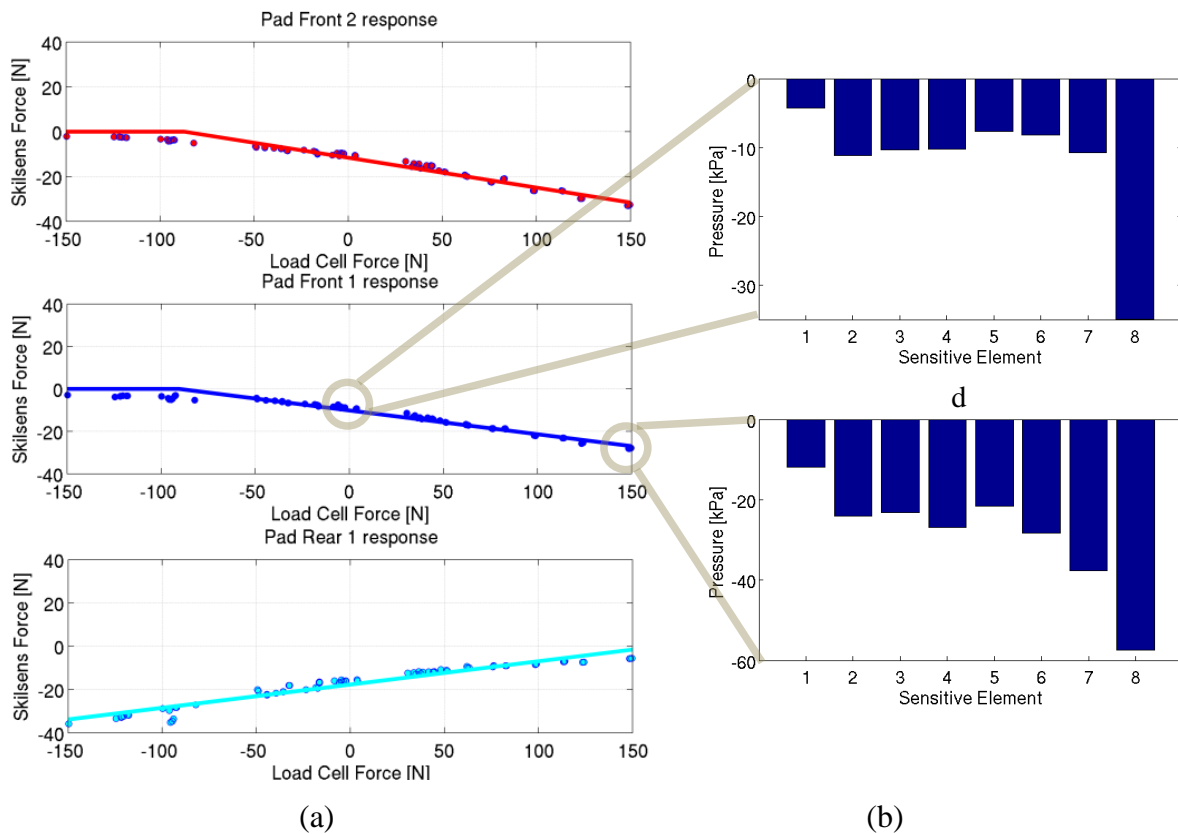 Pad Front 2 response
40
20
0
-20
-40
Skilsens Force [N]
-150 -100 -50 0 50 100 150
Load Cell Force [N]
Pad Front 1 response
40
20
0
-20
-40
Skilsens Force [N]
-150 -100 -50 0 50 100 150
Load Cell Force [N]
Pad Rear 1 response
40
20
0
-20
-40
Skilsens Force [N]
-150 -100 -50 0 50 100 150
Load Cell Force [N]
(a)
0
-10
-20
-30
Pressure [kPa]
1 2 3 4 5 6 7 8
Sensitive Element
d
0
-20
-40
-60
Pressure [kPa]
1 2 3 4 5 6 7 8
Sensitive Element
(b)